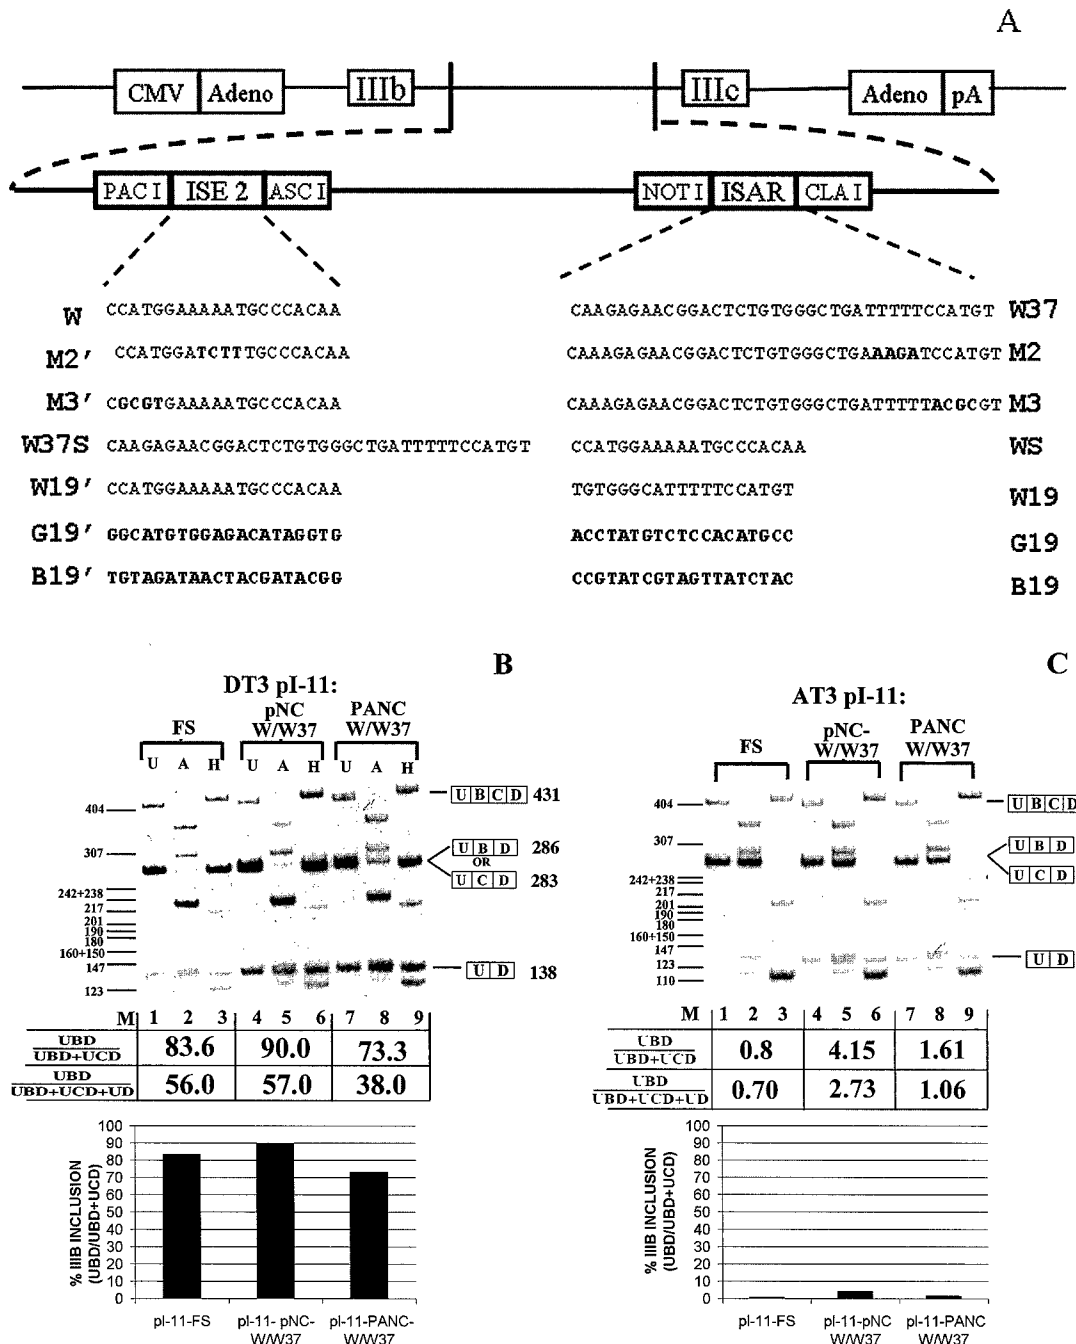 A
CMV Adeno IIIb IIIc Adeno pA
PAC I ISE 2 ASC I NOT I ISAR CLA I
W CCATGGAAAAATGCCCACAA CAAGAGAACGGACTCTGTGGGCTGATTTTTCCATGT W37
M2' CCATGGATCTTTGCCCACAA CAAAGAGAACGGACTCTGTGGGCTGAAAGATCCATGT M2
M3' CGCGTGAAAAATGCCCACAA CAAAGAGAACGGACTCTGTGGGCTGATTTTTACGCGT M3
W37S CAAGAGAACGGACTCTGTGGGCTGATTTTTCCATGT CCATGGAAAAATGCCCACAA WS
W19' CCATGGAAAAATGCCCACAA TGTGGGCATTTTTCCATGT W19
G19' GGCATGTGGAGACATAGGTG ACCTATGTCTCCACATGCC G19
B19' TGTAGATAACTACGATACGG CCGTATCGTAGTTATCTAC B19
B
DT3 pI-11:
FS pNC W/W37 PANC W/W37
U A H U A H U A H
404
307
242+238
217
201
190
180
160+150
147
123
U B C D 431
U B D 286
OR
U C D 283
U D 138
M 1 2 3 4 5 6 7 8 9
UBD/UBD+UCD 83.6 90.0 73.3
UBD/UBD+UCD+UD 56.0 57.0 38.0
% IIIB INCLUSION (UBD/UBD+UCD)
100
90
80
70
60
50
40
30
20
10
0
pI-11-FS pI-11- pNC-W/W37 pI-11-PANC-W/W37
C
AT3 pI-11:
FS pNC-W/W37 PANC W/W37
404
307
242+238
217
201
190
180
160+150
147
123
110
U B C D
U B D
U C D
U D
M 1 2 3 4 5 6 7 8 9
UBD/UBD+UCD 0.8 4.15 1.61
UBD/UBD+UCD+UD 0.70 2.73 1.06
% IIIB INCLUSION (UBD/UBD+UCD)
100
90
80
70
60
50
40
30
20
10
0
pI-11-FS pI-11-pNC W/W37 pI-11-PANC W/W37